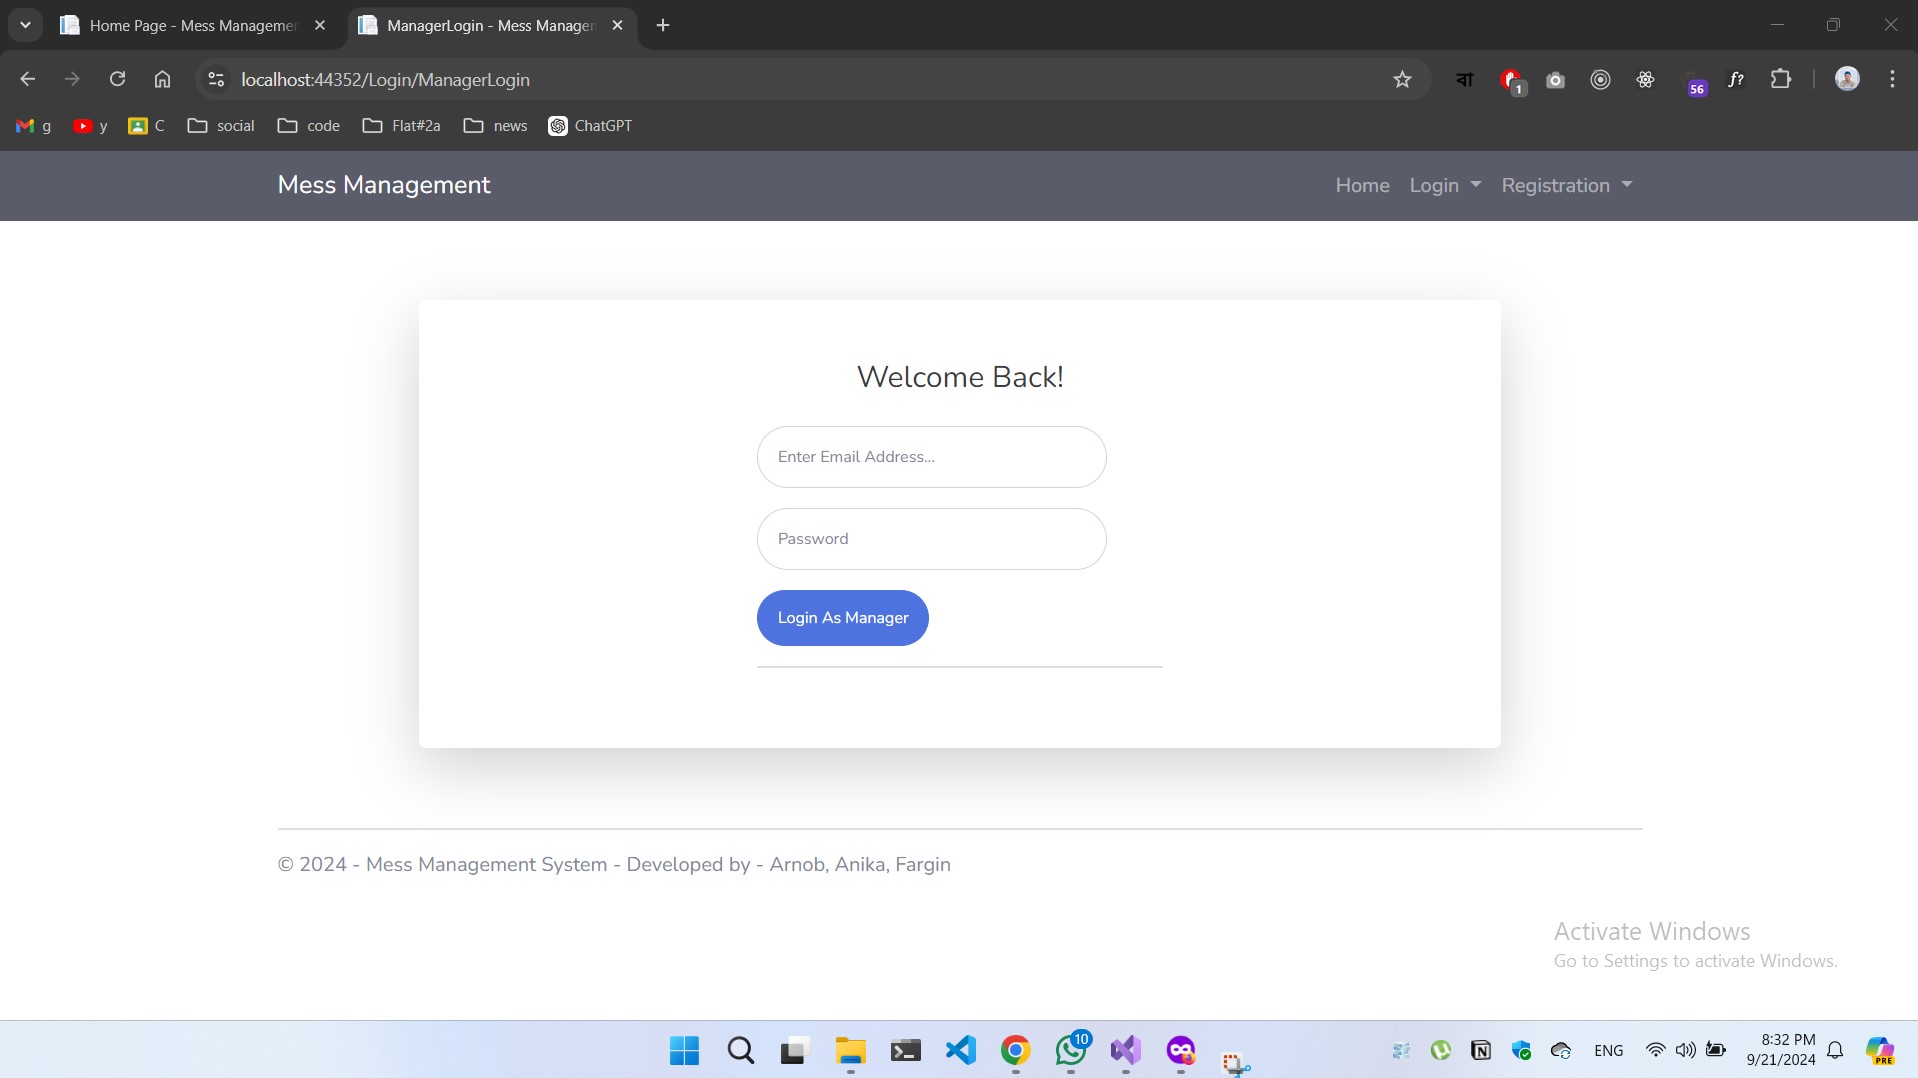 Home Page - Mess Managemen
ManagerLogin - Mess Manager
localhost:44352/Login/ManagerLogin
বা
1
56
f?
g
y
C
social
code
Flat#2a
news
ChatGPT
Mess Management
Home
Login
Registration
Welcome Back!
Enter Email Address...
Password
Login As Manager
© 2024 - Mess Management System - Developed by - Arnob, Anika, Fargin
Activate Windows
Go to Settings to activate Windows.
10
ENG
8:32 PM
9/21/2024
PRE